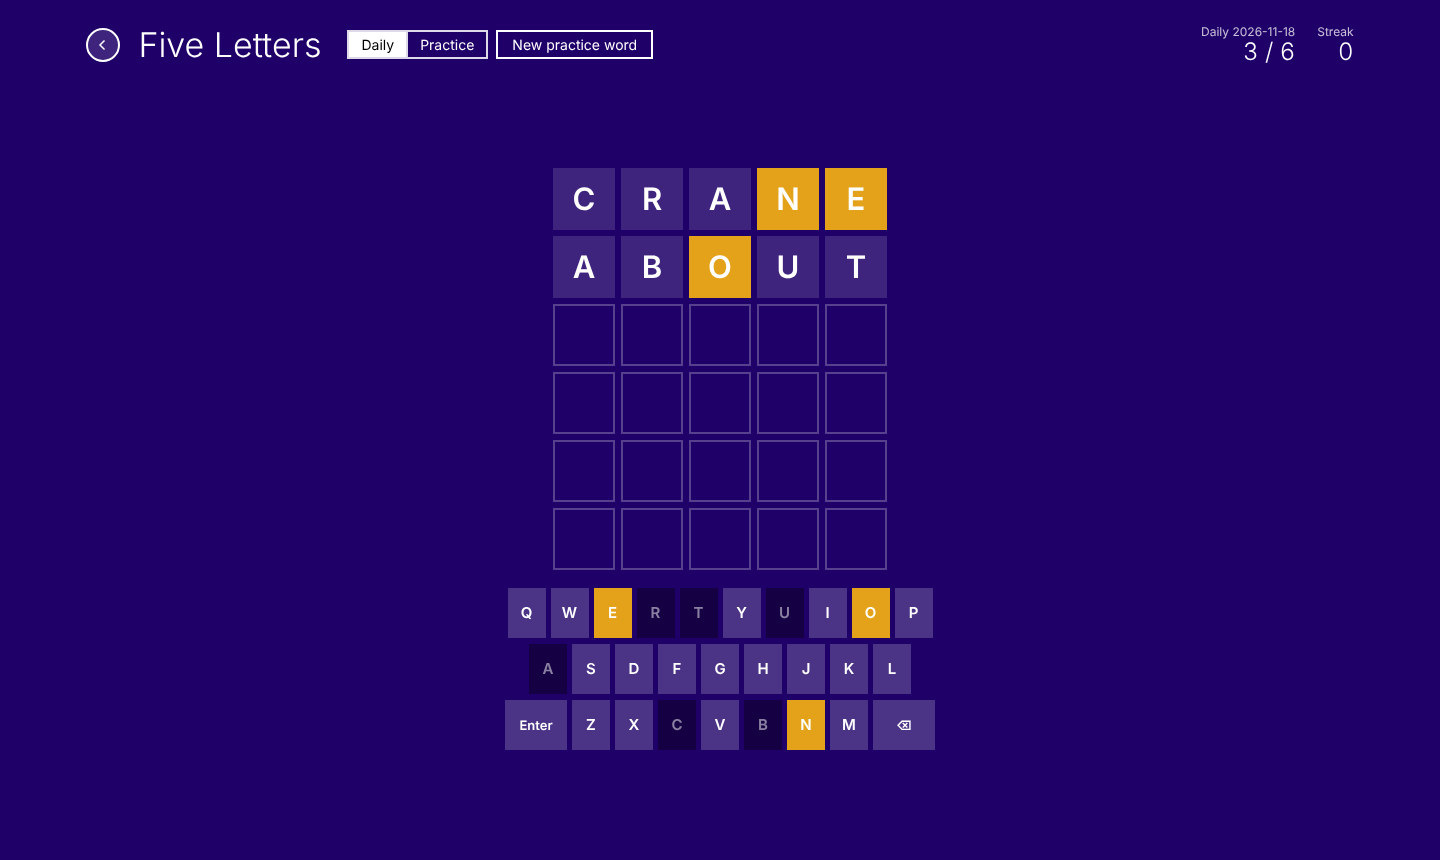 Five Letters
Daily Practice New practice word
Daily 2026-11-18 Streak
3 / 6 0
C R A N E
A B O U T
Q W E R T Y U I O P
A S D F G H J K L
Enter Z X C V B N M